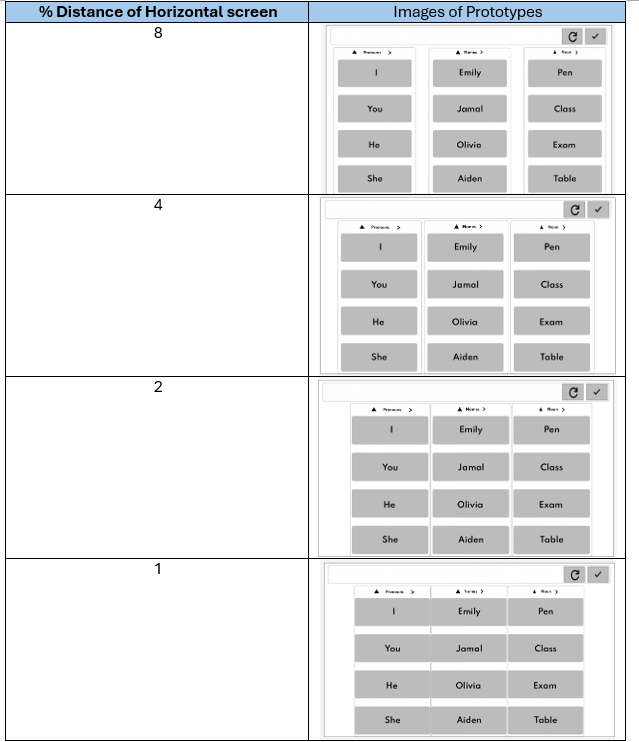 % Distance of Horizontal screen Images of Prototypes
8
Pronouns Names Noun
I Emily Pen
You Jamal Class
He Olivia Exam
She Aiden Table
4
Pronouns Names Noun
I Emily Pen
You Jamal Class
He Olivia Exam
She Aiden Table
2
Pronouns Names Noun
I Emily Pen
You Jamal Class
He Olivia Exam
She Aiden Table
1
Pronouns Names Noun
I Emily Pen
You Jamal Class
He Olivia Exam
She Aiden Table